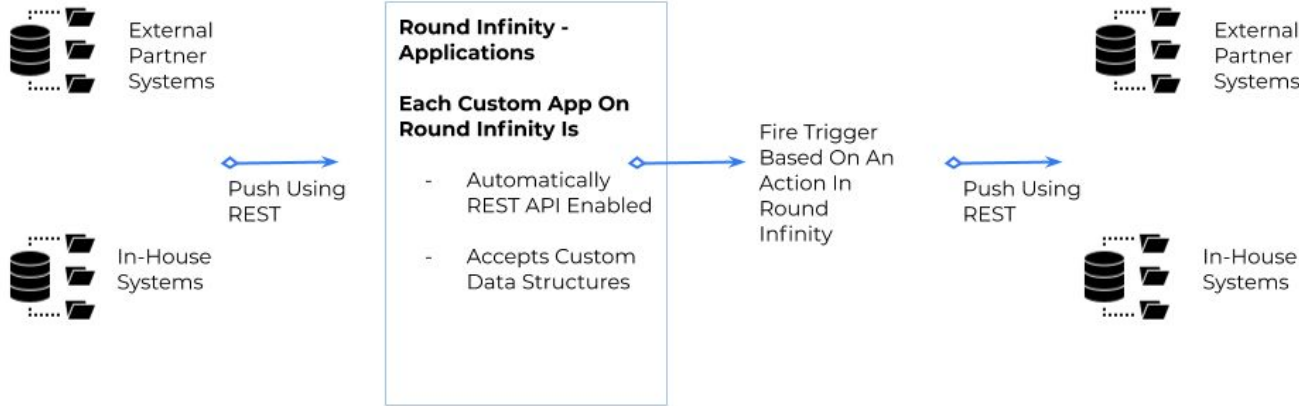 External
Partner
Systems
In-House
Systems
Push Using
REST
Round Infinity -
Applications
Each Custom App On
Round Infinity Is
- Automatically
REST API Enabled
- Accepts Custom
Data Structures
Fire Trigger
Based On An
Action In
Round
Infinity
Push Using
REST
External
Partner
Systems
In-House
Systems